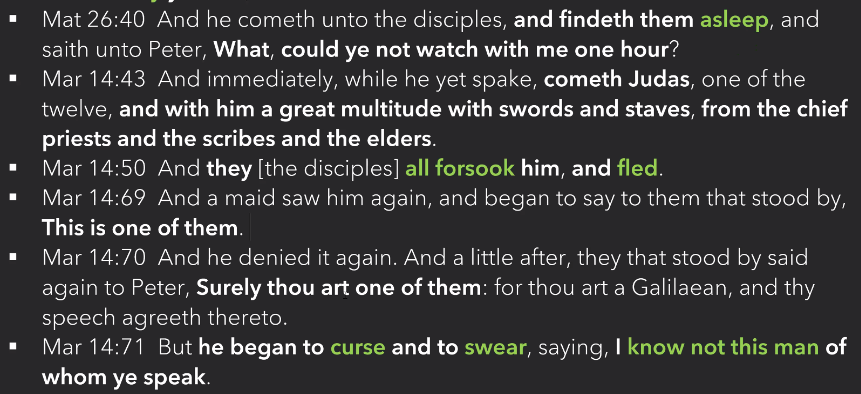 ▪ Mat 26:40 And he cometh unto the disciples, and findeth them asleep, and
saith unto Peter, What, could ye not watch with me one hour?
▪ Mar 14:43 And immediately, while he yet spake, cometh Judas, one of the
twelve, and with him a great multitude with swords and staves, from the chief
priests and the scribes and the elders.
▪ Mar 14:50 And they [the disciples] all forsook him, and fled.
▪ Mar 14:69 And a maid saw him again, and began to say to them that stood by,
This is one of them.
▪ Mar 14:70 And he denied it again. And a little after, they that stood by said
again to Peter, Surely thou art one of them: for thou art a Galilaean, and thy
speech agreeth thereto.
▪ Mar 14:71 But he began to curse and to swear, saying, I know not this man of
whom ye speak.